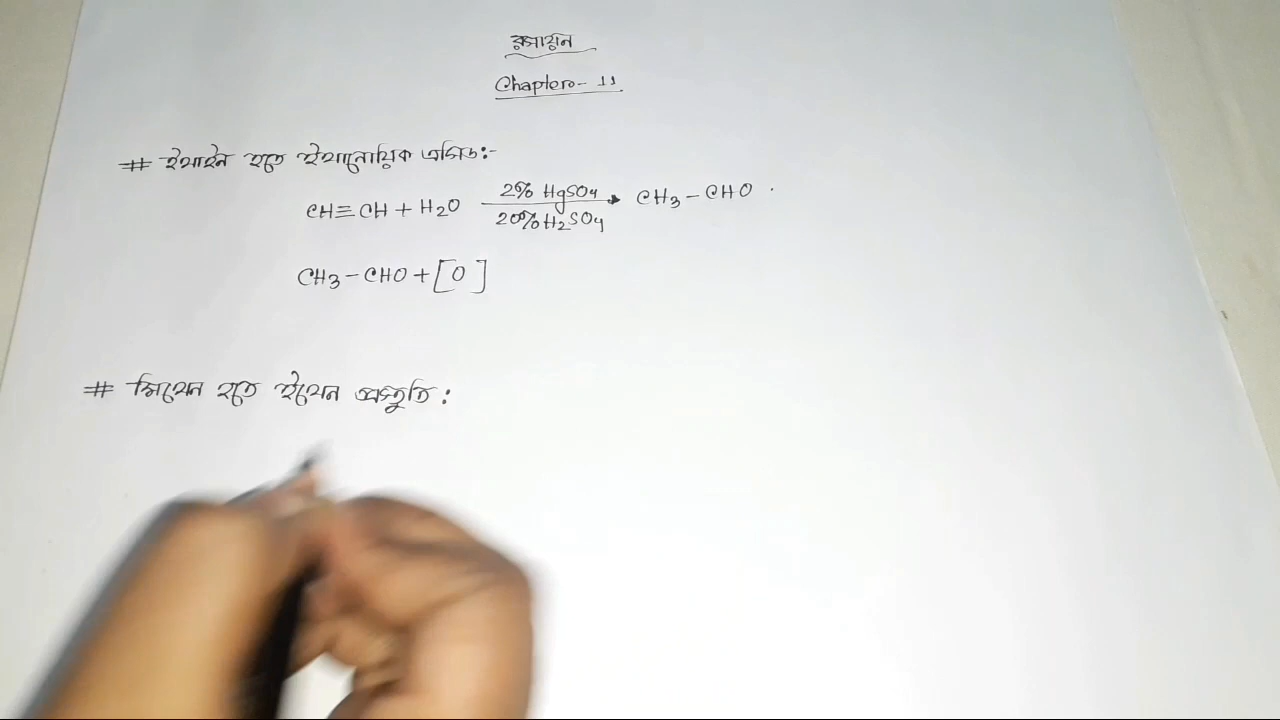 রসায়ন
Chapter- 11
# ইথাইন হতে ইথানোয়িক এসিড:-
CH≡CH + H₂O 2% HgSO₄ / 20% H₂SO₄ → CH₃-CHO
CH₃-CHO + [O]
# মিথেন হতে ইথেন প্রস্তুতি :